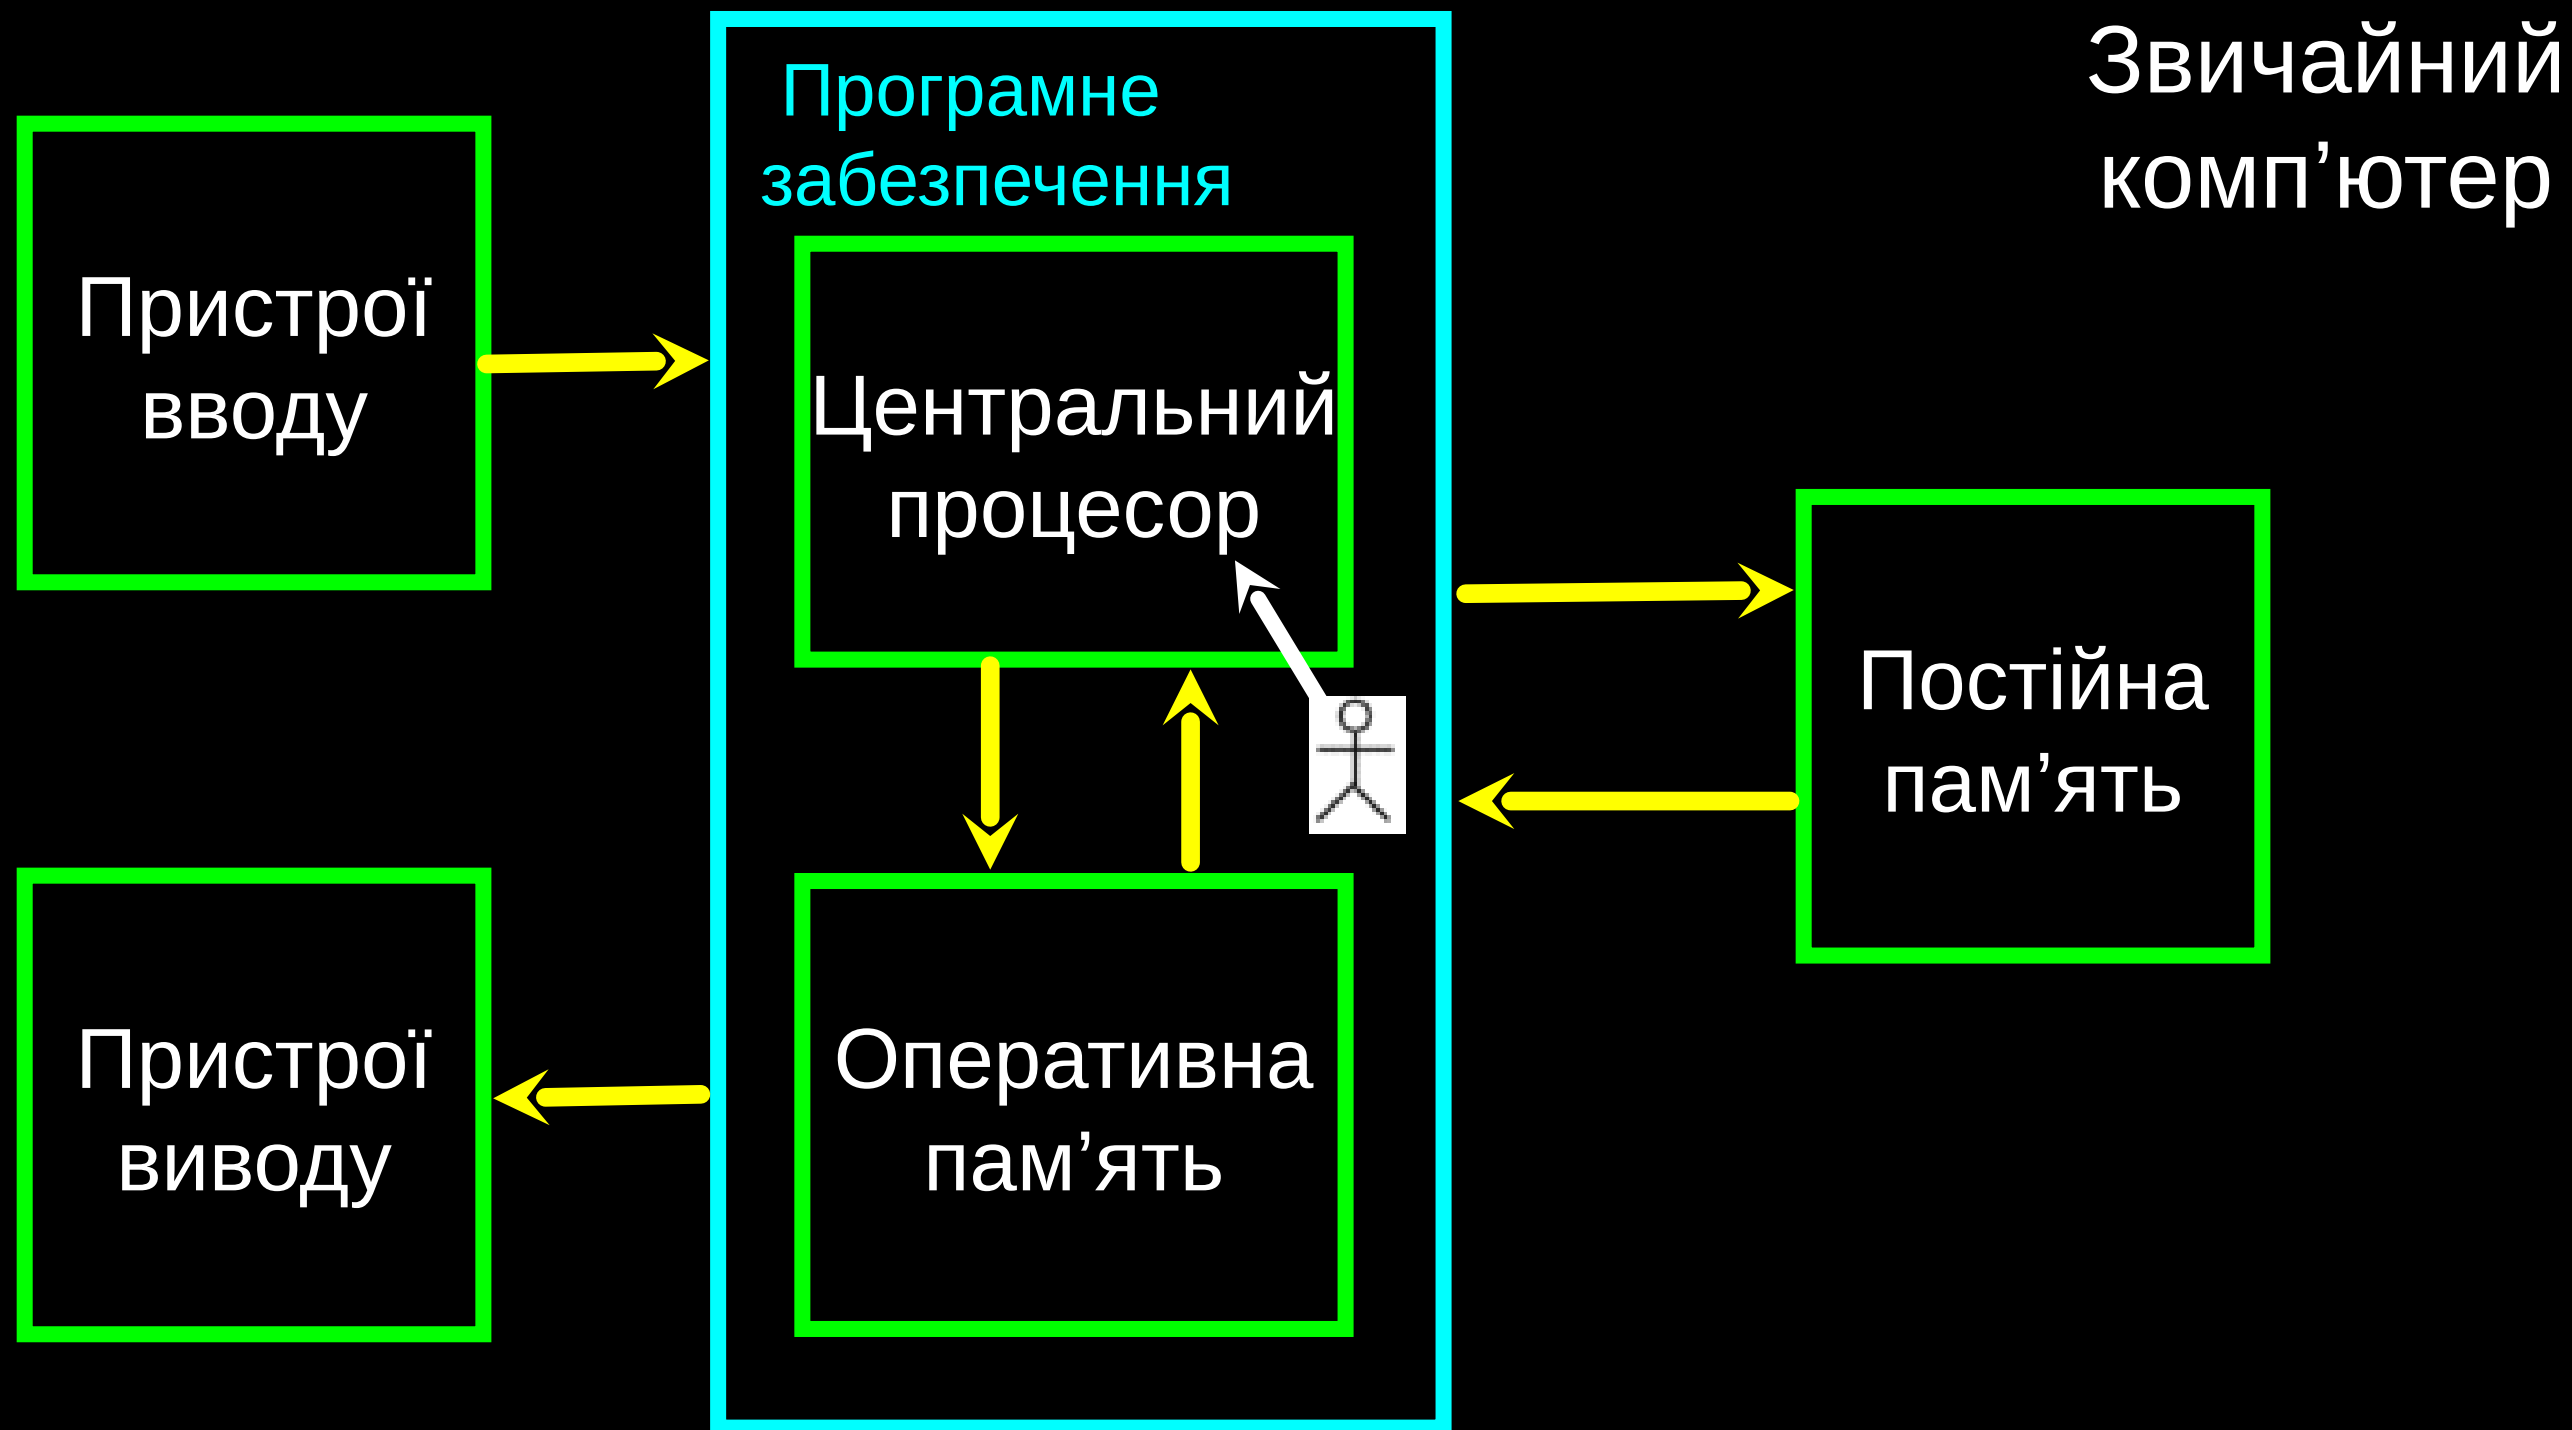 Звичайний
комп’ютер
Програмне
забезпечення
Пристрої
вводу
Центральний
процесор
Постійна
пам’ять
Пристрої
виводу
Оперативна
пам’ять